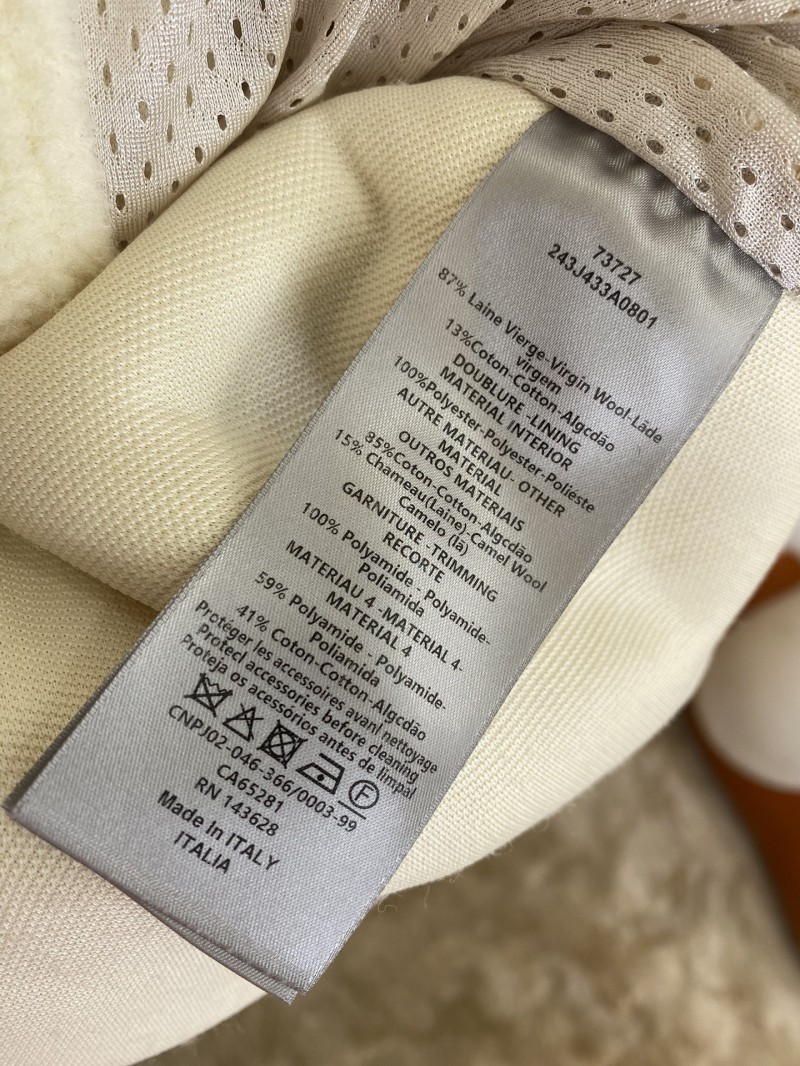 73727
243J433A0801
87% Laine Vierge-Virgin Wool-Läde
virgem
13%Coton-Cotton-Algcdão
DOUBLURE -LINING
MATERIAL INTERIOR
100%Polyester-Polyester-Polieste
AUTRE MATERIAU- OTHER
MATERIAL
OUTROS MATERIAIS
85%Coton-Cotton-Algcdão
15% Chameau(Laine)-Camel Wool
Camelo (lã)
GARNITURE -TRIMMING
RECORTE
100% Polyamide - Polyamide-
Poliamida
MATERIAU 4 -MATERIAL 4-
MATERIAL 4
59% Polyamide - Polyamide-
Poliamida
41% Coton-Cotton-Algcdão
Protéger les accessoires avanl nettoyage
Protecl accessories before cleaning
Proteja os acessórios antes de limpal
F
CNPJ02-046-366/0003-99
CA65281
RN 143628
Made In ITALY
ITALIA